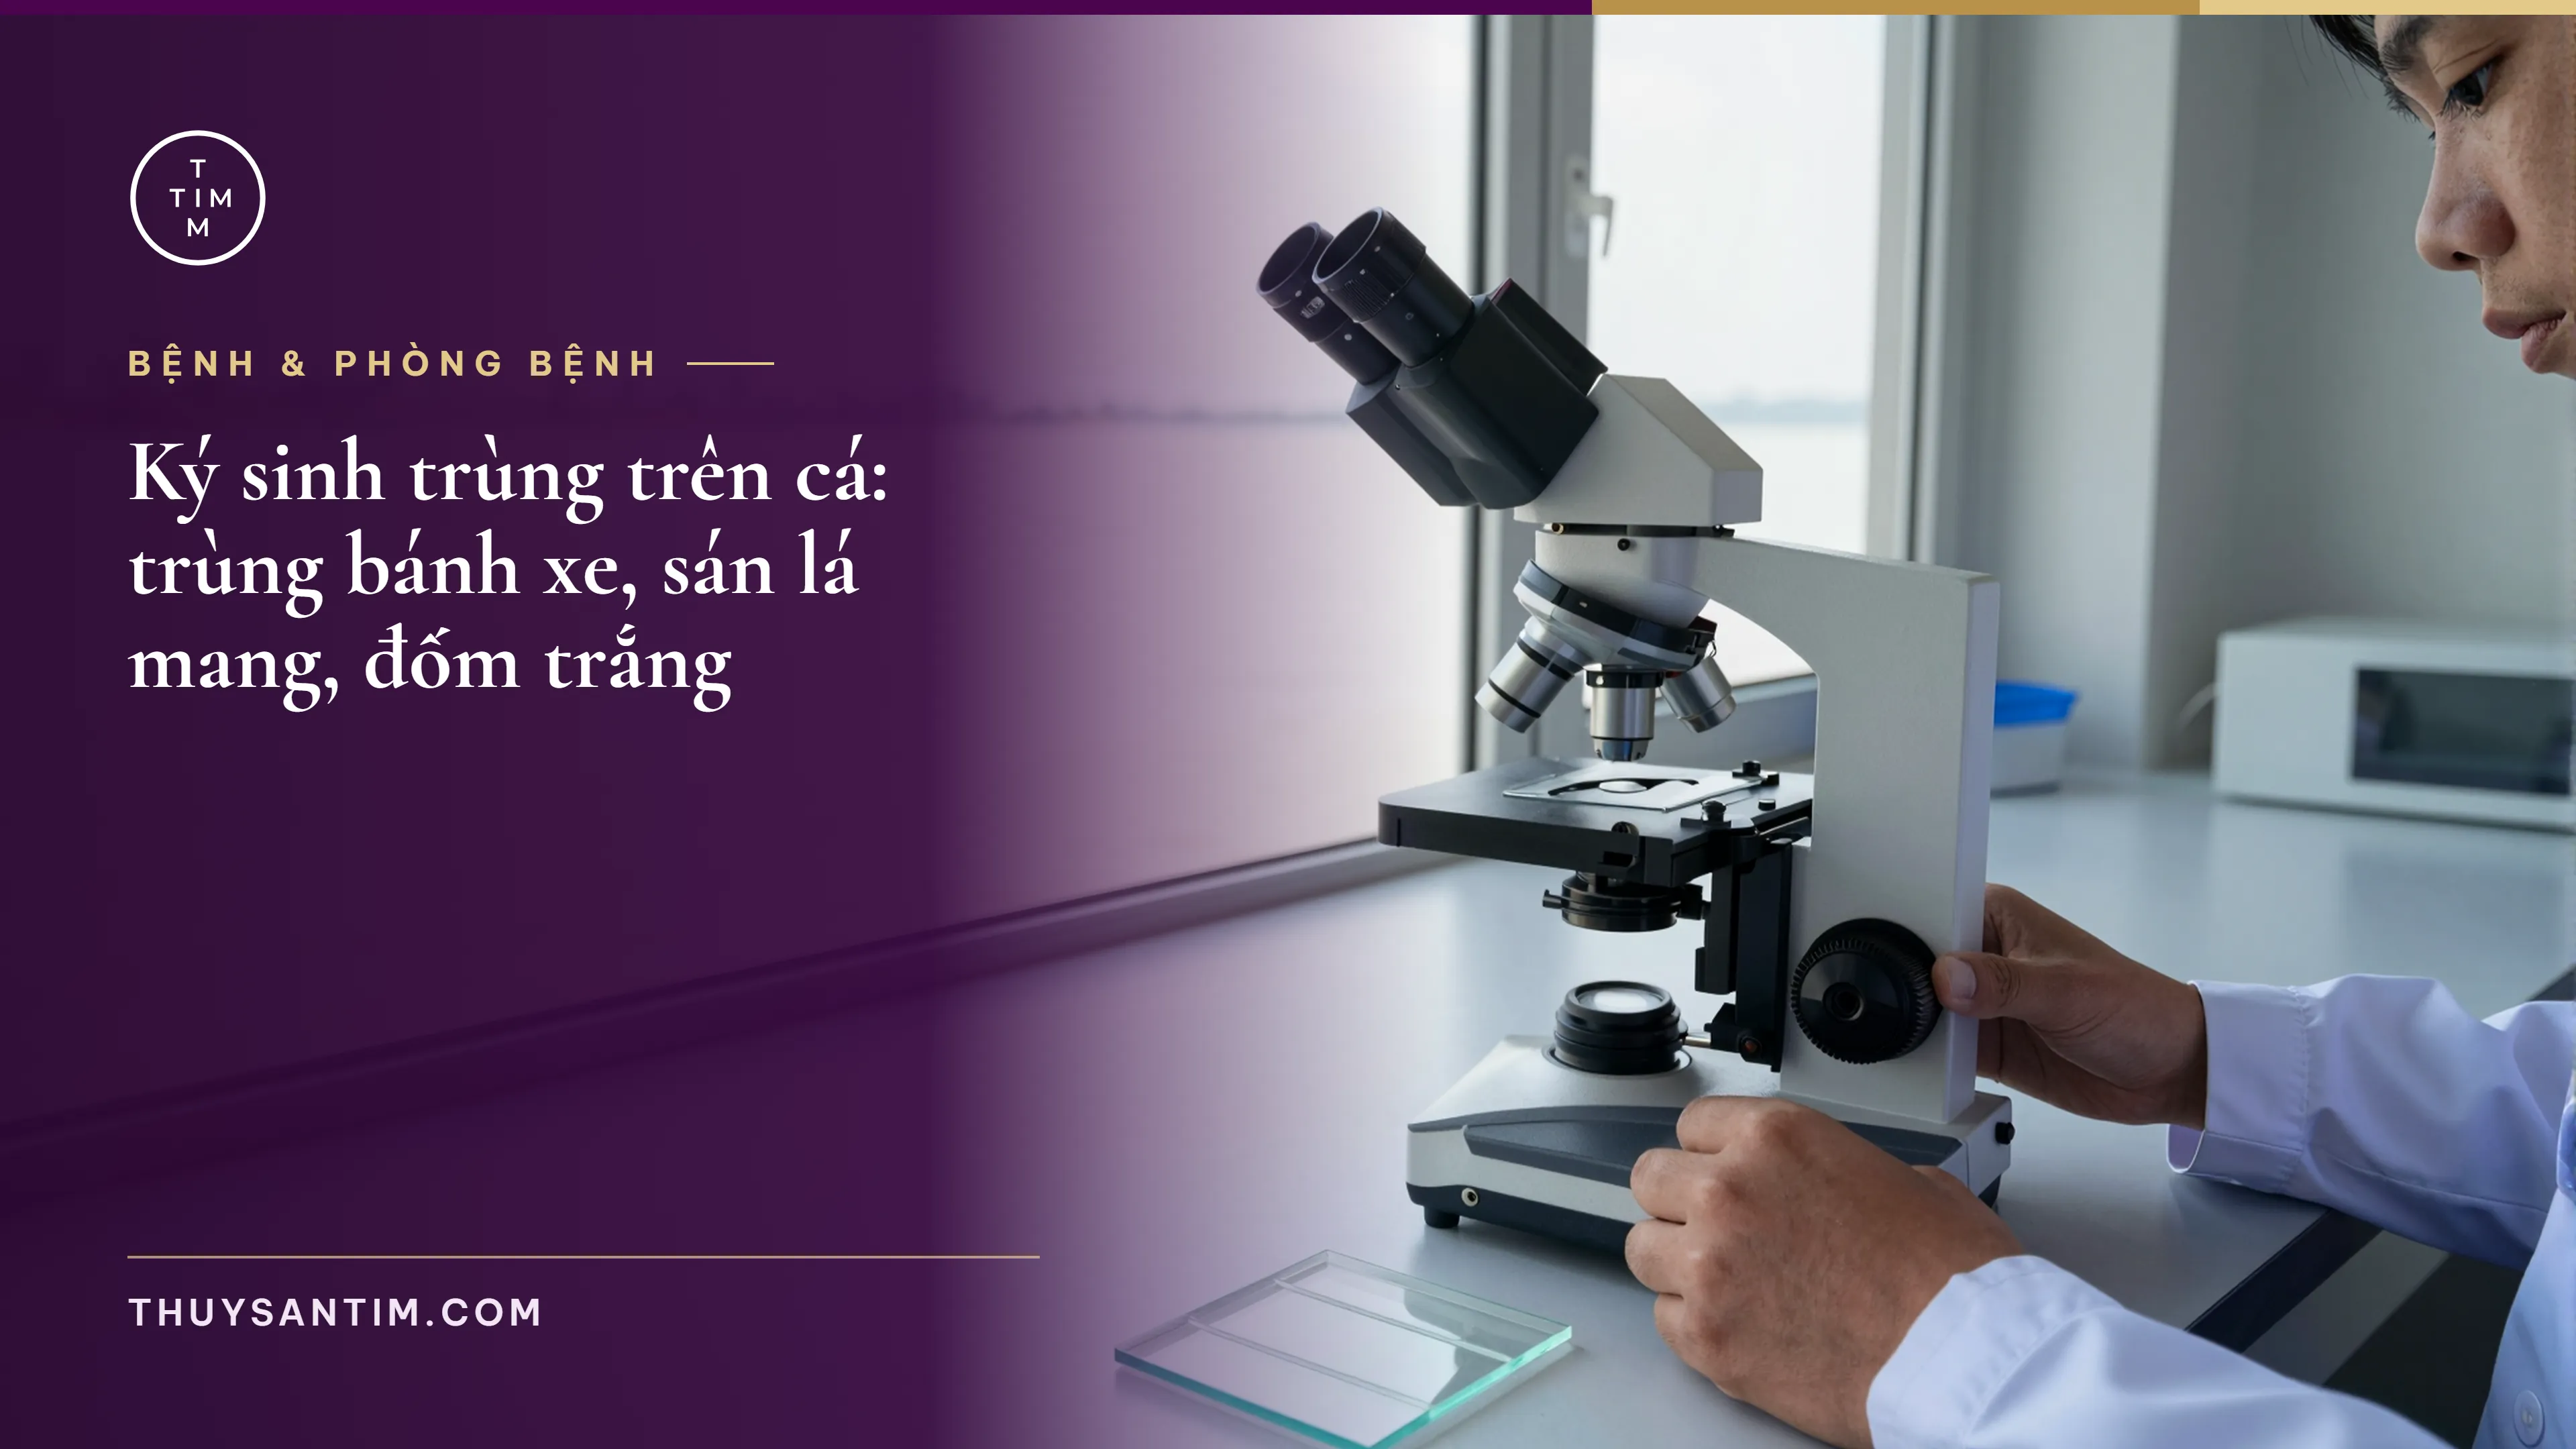 T
TIM
M
BỆNH & PHÒNG BỆNH
Ký sinh trùng trên cá:
trùng bánh xe, sán lá
mang, đốm trắng
THUYSANTIM.COM